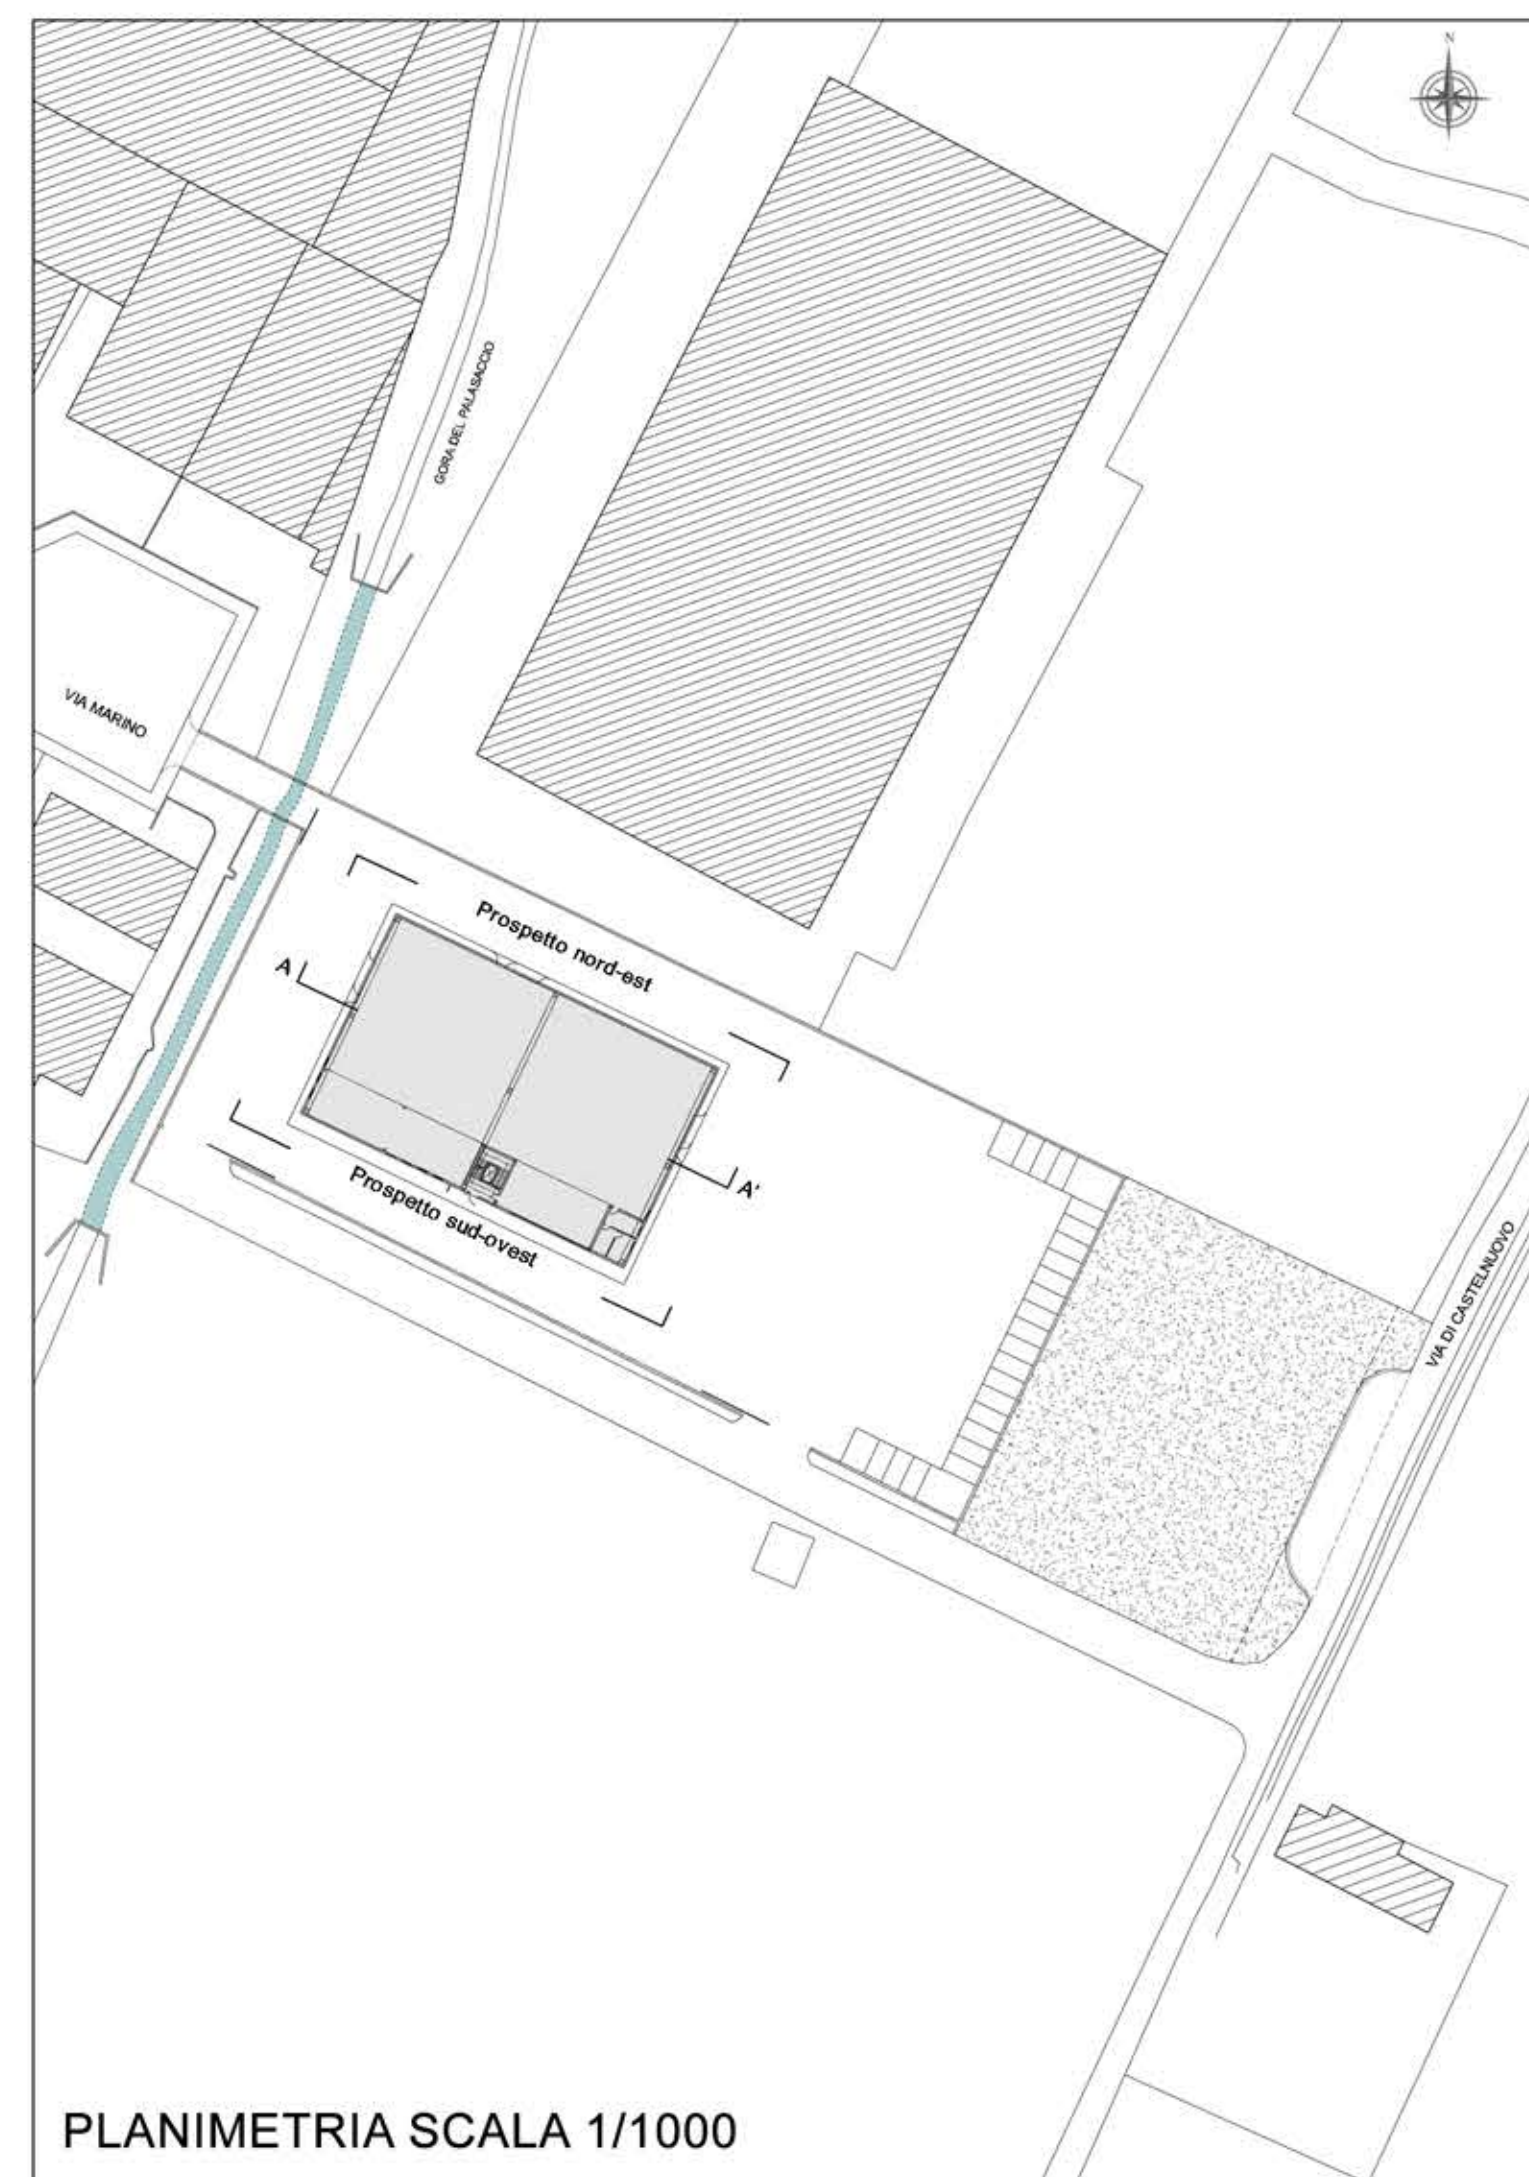 N
GORA DEL PALASACCIO
VIA MARINO
Prospetto nord-est
A
A'
Prospetto sud-ovest
VIA DI CASTELNUOVO
PLANIMETRIA SCALA 1/1000